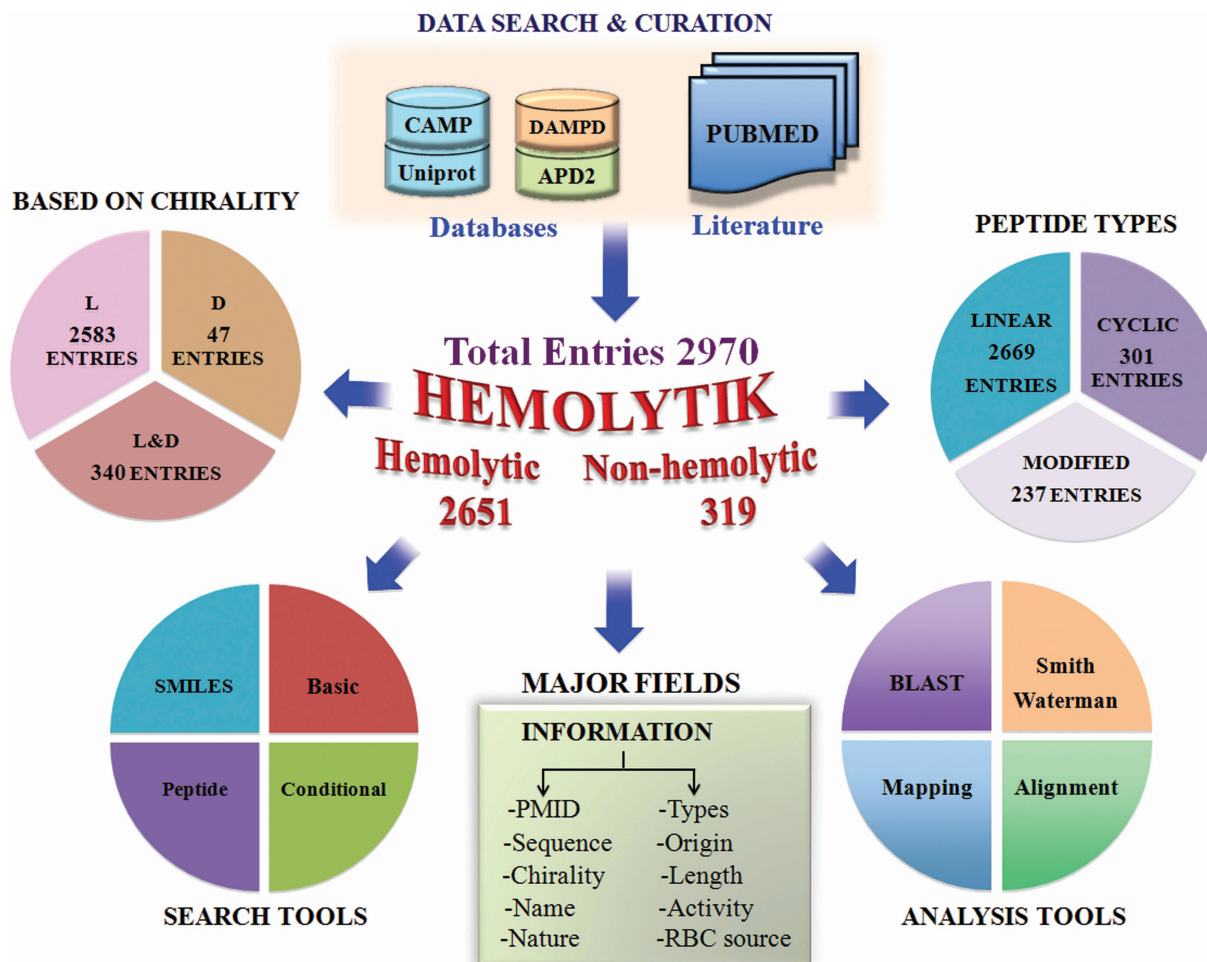 DATA SEARCH & CURATION
CAMP
Uniprot
DAMPD
APD2
PUBMED
Databases
Literature
BASED ON CHIRALITY
L
2583
ENTRIES
D
47
ENTRIES
L&D
340 ENTRIES
PEPTIDE TYPES
LINEAR
2669
ENTRIES
CYCLIC
301
ENTRIES
MODIFIED
237 ENTRIES
Total Entries 2970
HEMOLYTIK
Hemolytic
2651
Non-hemolytic
319
SMILES
Basic
Peptide
Conditional
SEARCH TOOLS
MAJOR FIELDS
INFORMATION
-PMID
-Sequence
-Chirality
-Name
-Nature
-Types
-Origin
-Length
-Activity
-RBC source
BLAST
Smith
Waterman
Mapping
Alignment
ANALYSIS TOOLS